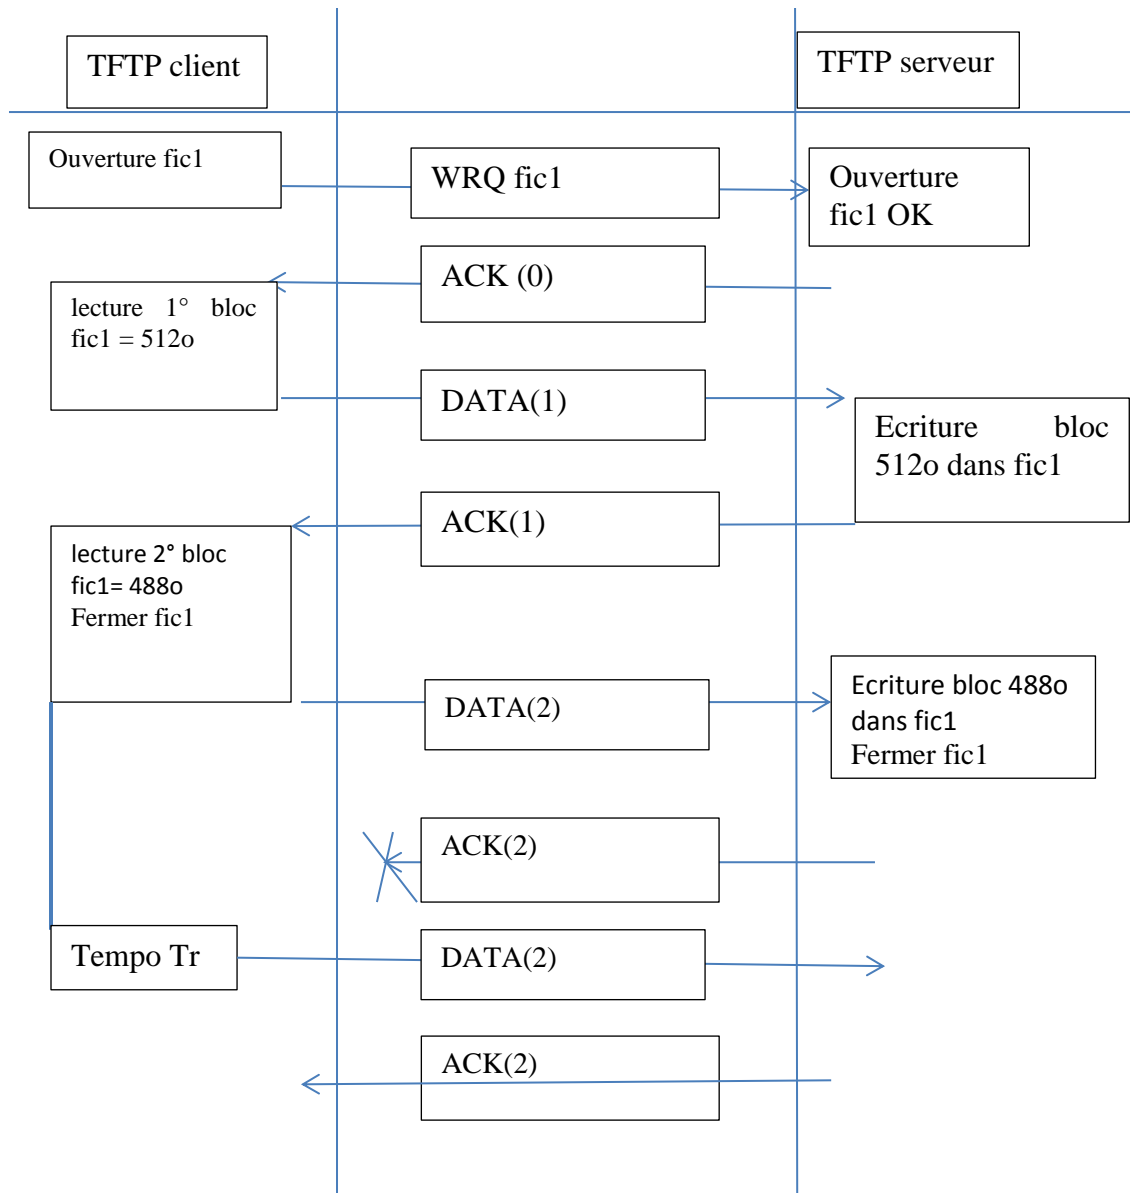 TFTP client
TFTP serveur
Ouverture fic1
WRQ fic1
Ouverture
fic1 OK
ACK (0)
lecture 1° bloc
fic1 = 512o
DATA(1)
Ecriture bloc
512o dans fic1
ACK(1)
lecture 2° bloc
fic1= 488o
Fermer fic1
DATA(2)
Ecriture bloc 488o
dans fic1
Fermer fic1
ACK(2)
Tempo Tr
DATA(2)
ACK(2)